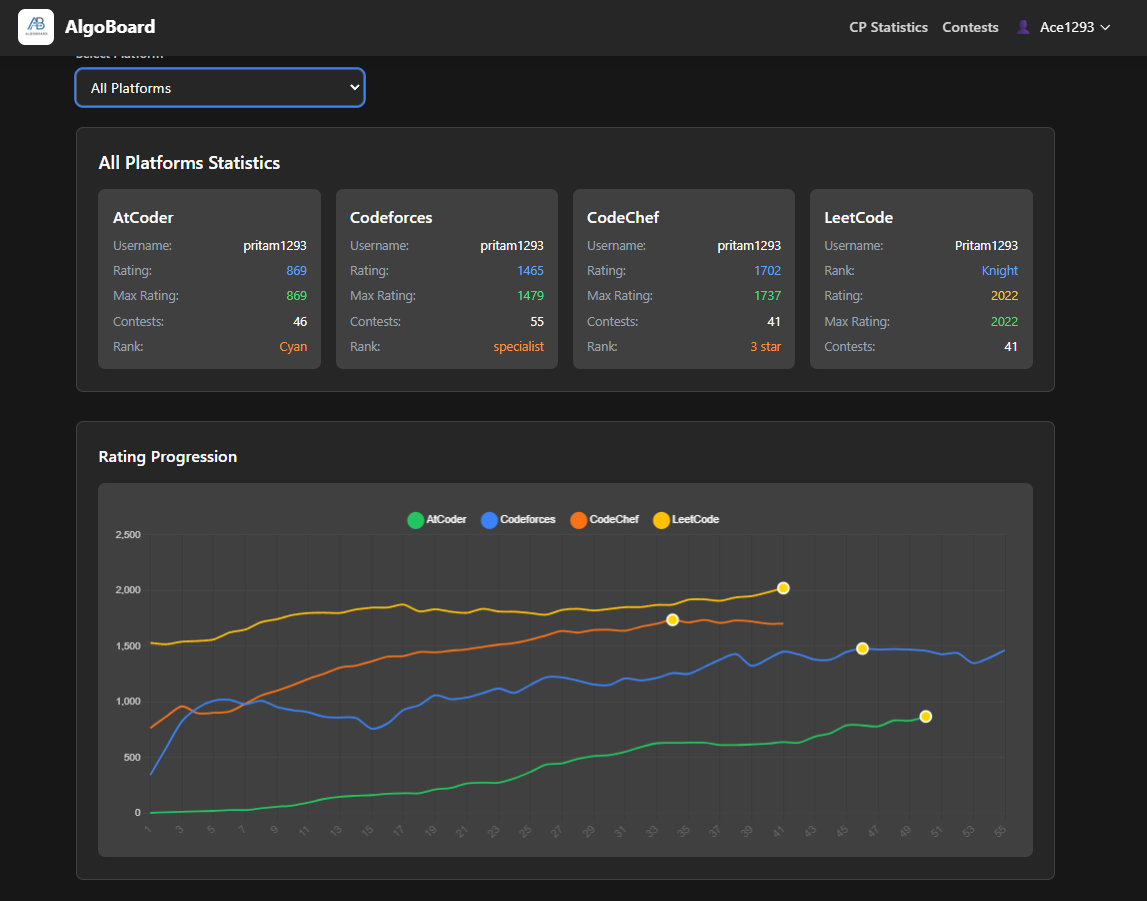 AB
ALGOBOARD
AlgoBoard
CP Statistics
Contests
Ace1293
Select Platform
All Platforms
All Platforms Statistics
AtCoder
Username: pritam1293
Rating: 869
Max Rating: 869
Contests: 46
Rank: Cyan
Codeforces
Username: pritam1293
Rating: 1465
Max Rating: 1479
Contests: 55
Rank: specialist
CodeChef
Username: pritam1293
Rating: 1702
Max Rating: 1737
Contests: 41
Rank: 3 star
LeetCode
Username: Pritam1293
Rank: Knight
Rating: 2022
Max Rating: 2022
Contests: 41
Rating Progression
AtCoder Codeforces CodeChef LeetCode
2,500
2,000
1,500
1,000
500
0
1 3 5 7 9 11 13 15 17 19 21 23 25 27 29 31 33 35 37 39 41 43 45 47 49 51 53 55